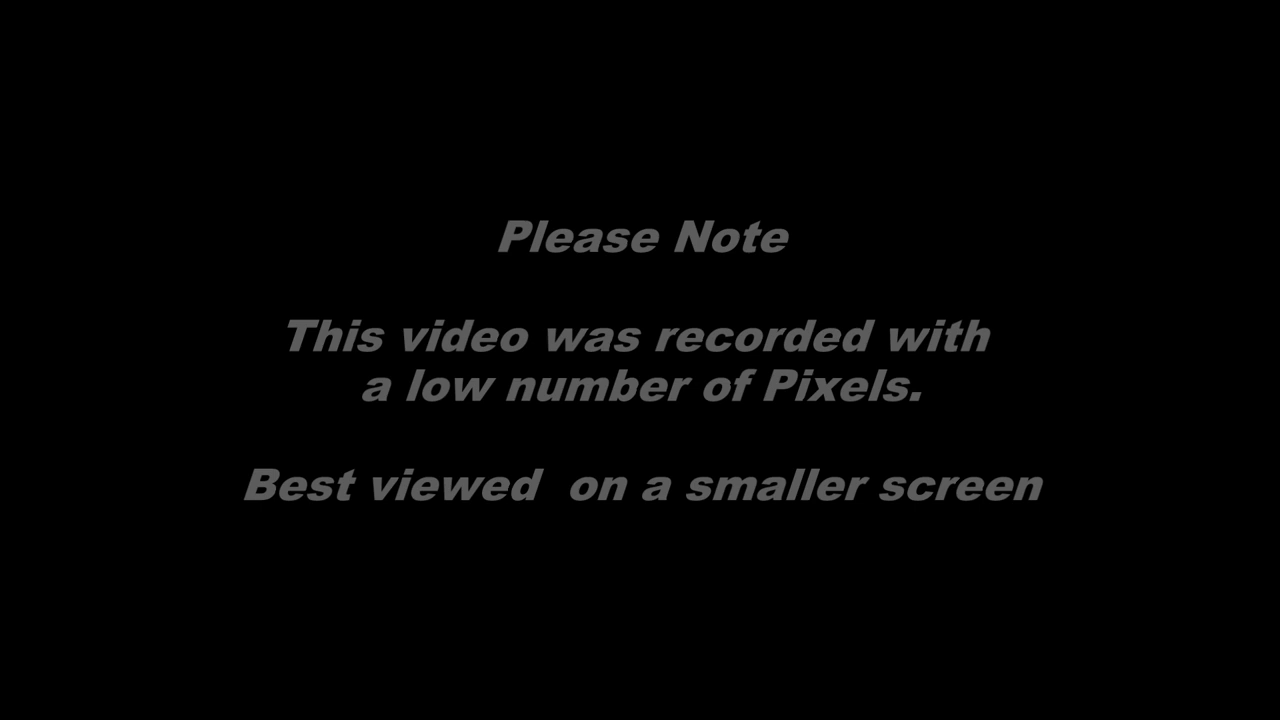 Please Note
This video was recorded with
a low number of Pixels.
Best viewed  on a smaller screen